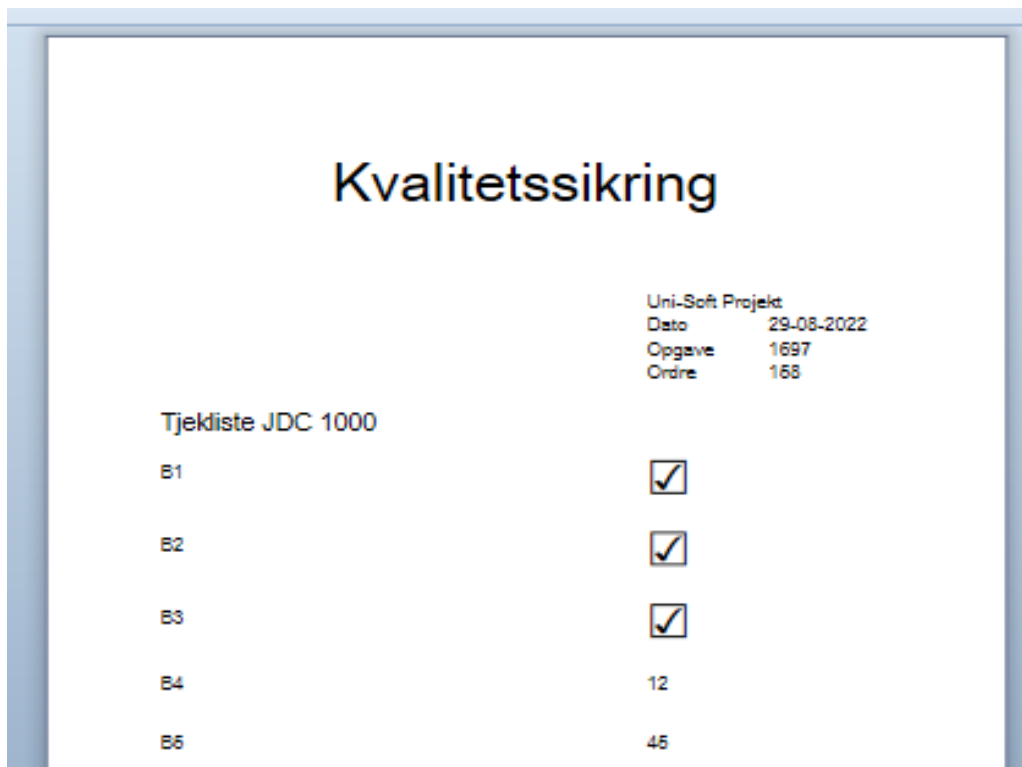 Kvalitetssikring
Uni-Soft Projekt
Dato 29-08-2022
Opgave 1697
Ordre 158
Tjekliste JDC 1000
B1 ☑
B2 ☑
B3 ☑
B4 12
B5 45